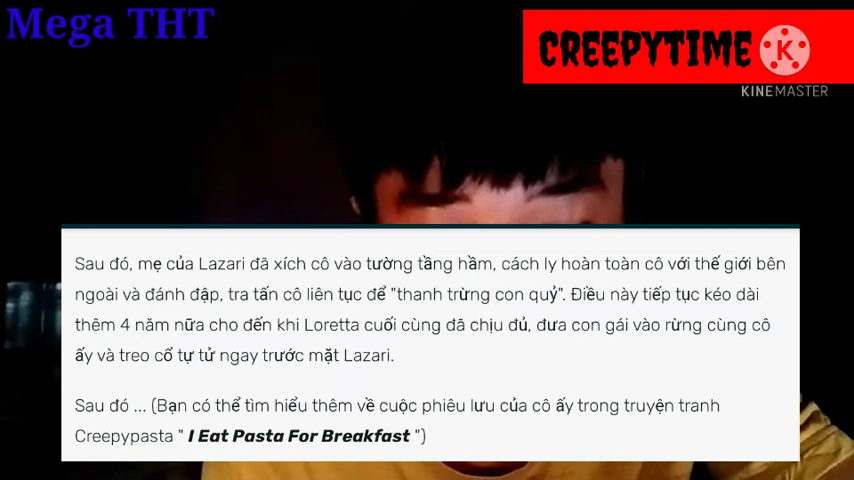 Mega THT
CREEPYTIME
K
KINEMASTER
Sau đó, mẹ của Lazari đã xích cô vào tường tầng hầm, cách ly hoàn toàn cô với thế giới bên
ngoài và đánh đập, tra tấn cô liên tục để "thanh trừng con quỷ". Điều này tiếp tục kéo dài
thêm 4 năm nữa cho đến khi Loretta cuối cùng đã chịu đủ, đưa con gái vào rừng cùng cô
ấy và treo cổ tự tử ngay trước mặt Lazari.
Sau đó ... (Bạn có thể tìm hiểu thêm về cuộc phiêu lưu của cô ấy trong truyện tranh
Creepypasta " I Eat Pasta For Breakfast ")